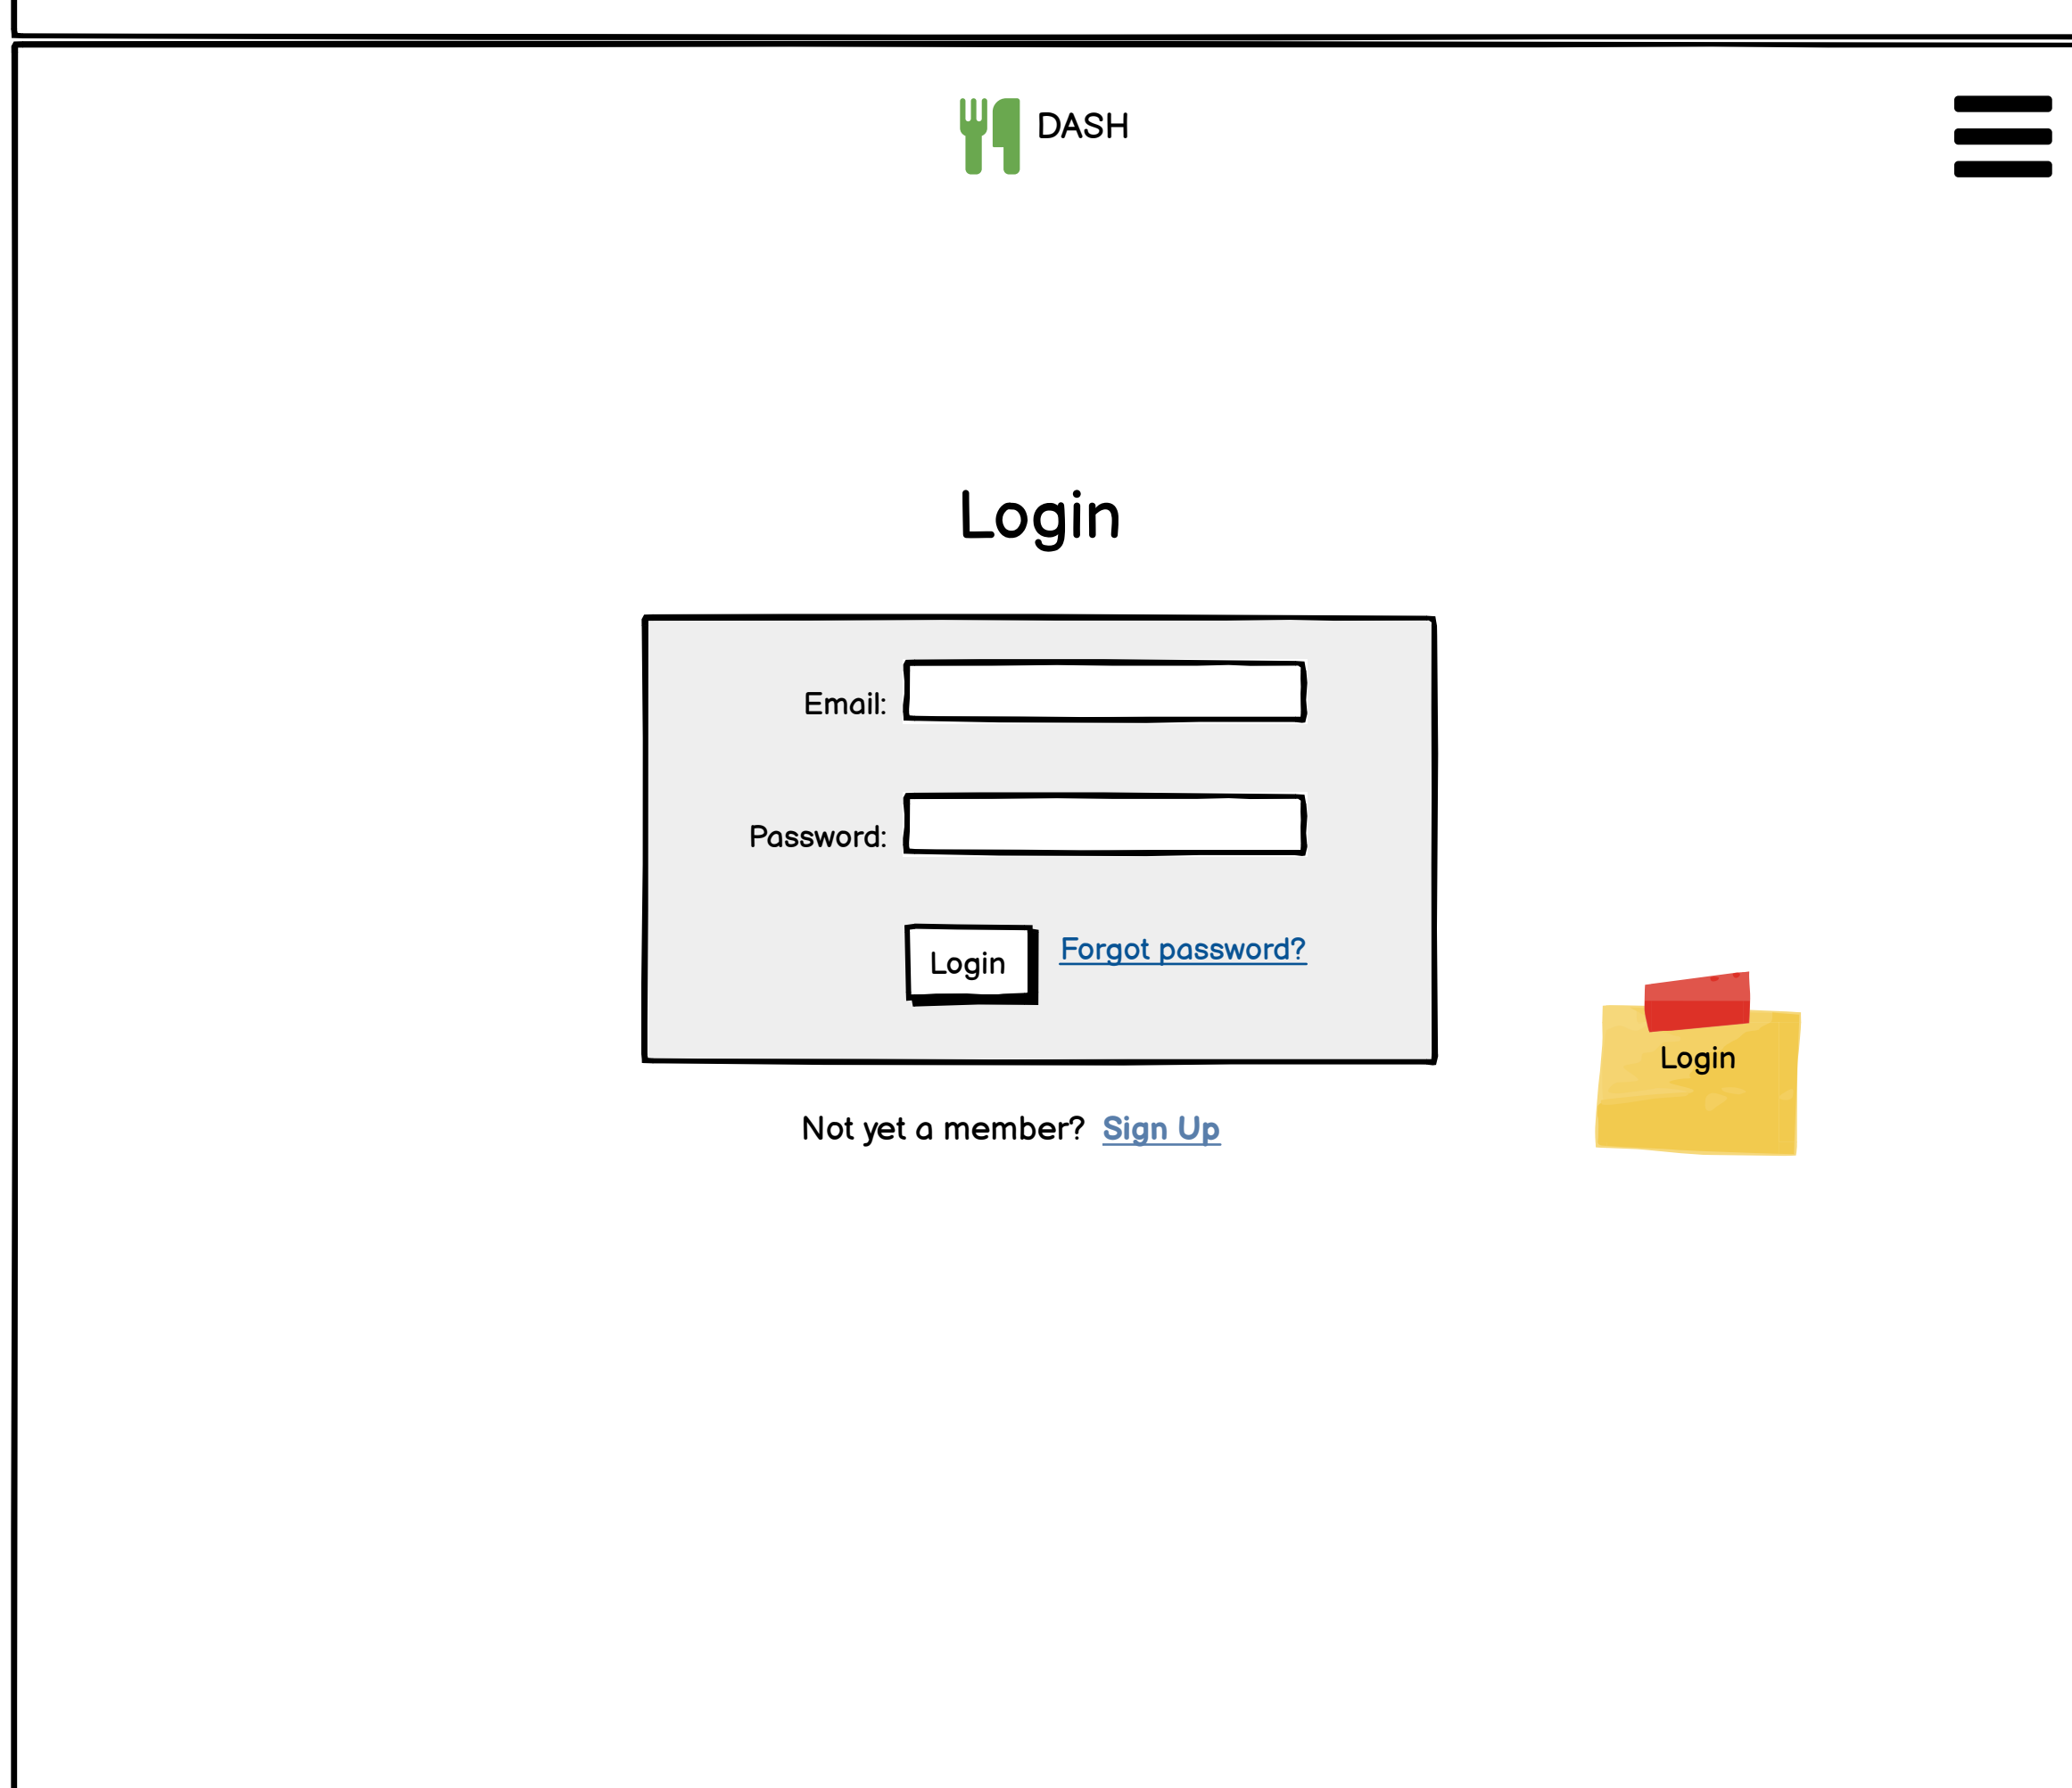 DASH
Login
Email:
Password:
Login
Forgot password?
Login
Not yet a member? Sign Up